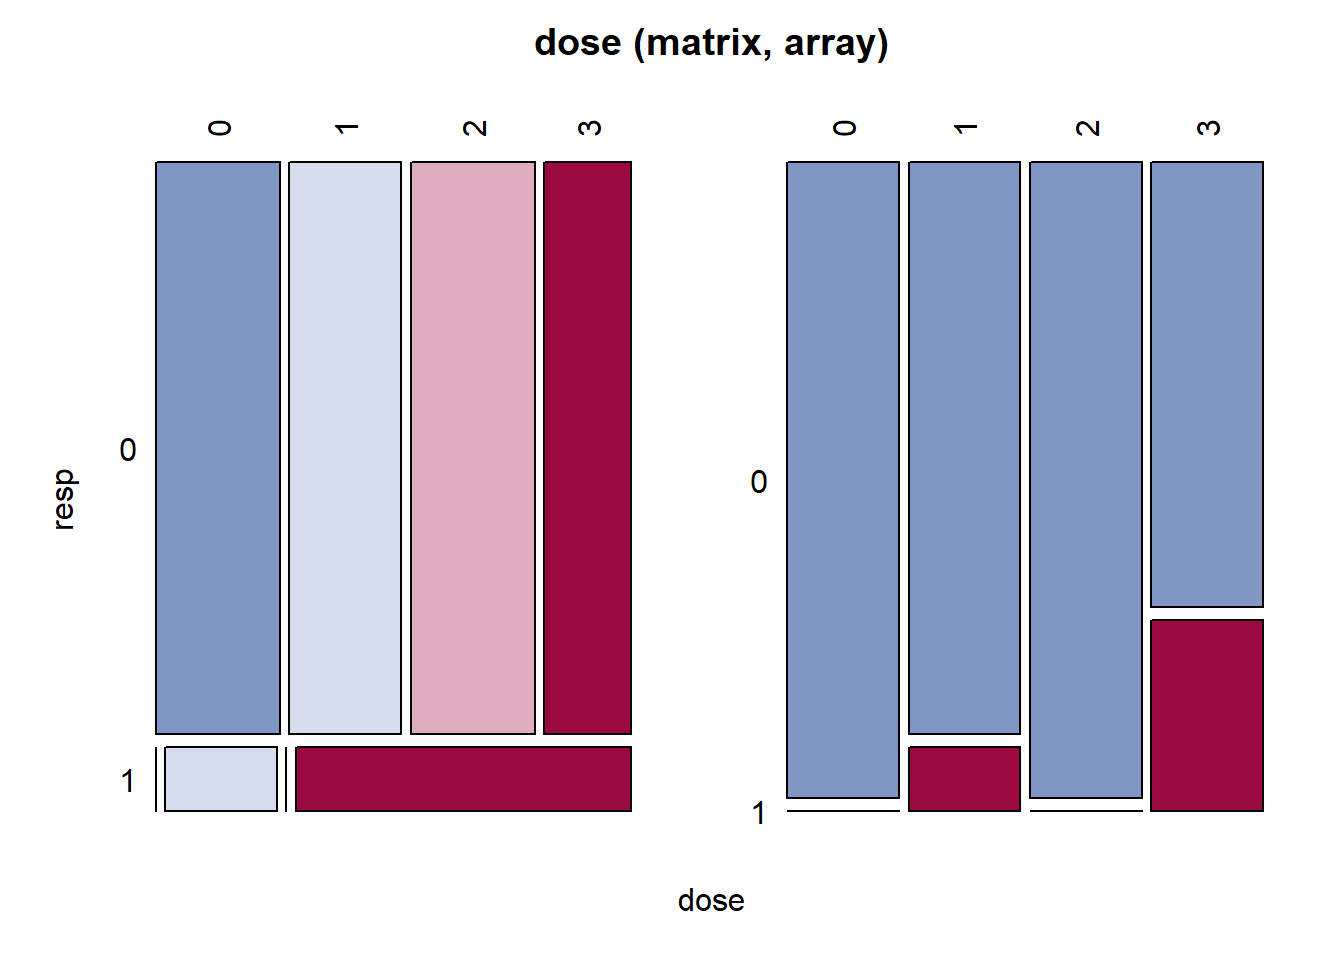 dose (matrix, array)
0 1 2 3
0 1 2 3
resp
0
1
0
1
dose